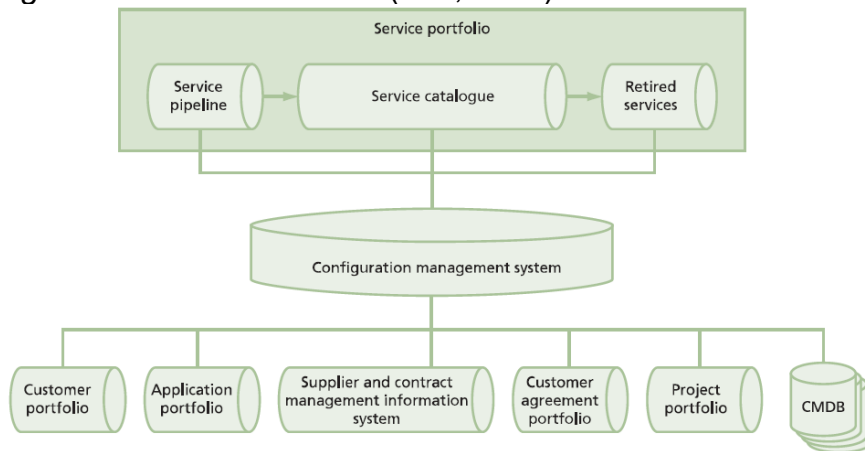 Service portfolio
Service
pipeline
Service catalogue
Retired
services
Configuration management system
Customer
portfolio
Application
portfolio
Supplier and contract
management information
system
Customer
agreement
portfolio
Project
portfolio
CMDB